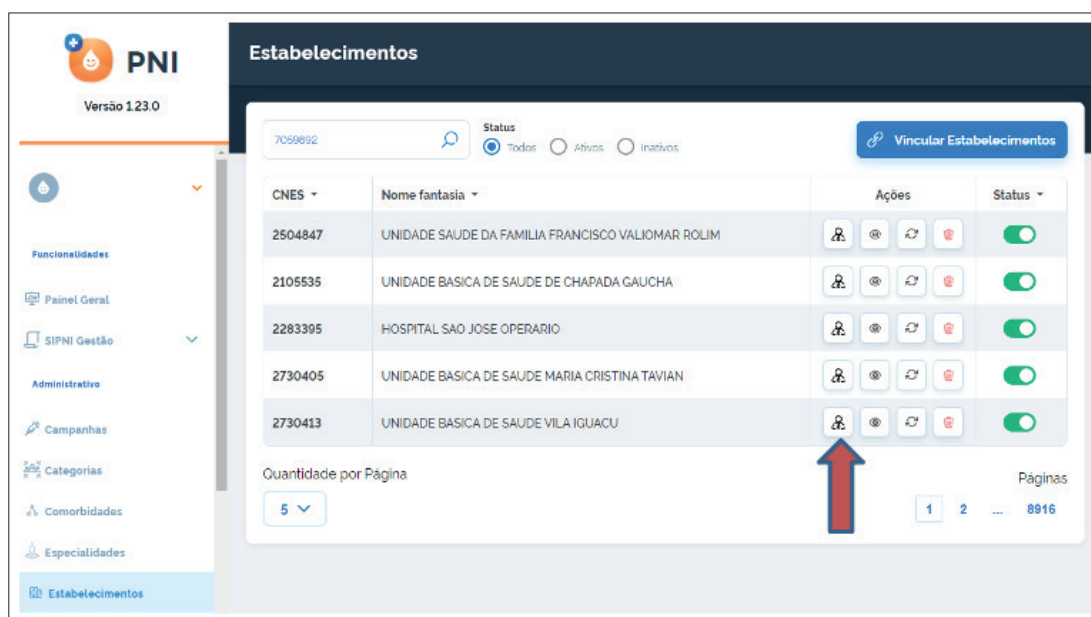 PNI
Versão 1.23.0
Funcionalidades
Painel Geral
SIPNI Gestão
Administrativo
Campanhas
Categorias
Comorbidades
Especialidades
Estabelecimentos
Estabelecimentos
7059892
Status
Todos Ativos Inativos
Vincular Estabelecimentos
CNES Nome fantasia Ações Status
2504847 UNIDADE SAUDE DA FAMILIA FRANCISCO VALIOMAR ROLIM
2105535 UNIDADE BASICA DE SAUDE DE CHAPADA GAUCHA
2283395 HOSPITAL SAO JOSE OPERARIO
2730405 UNIDADE BASICA DE SAUDE MARIA CRISTINA TAVIAN
2730413 UNIDADE BASICA DE SAUDE VILA IGUACU
Quantidade por Página
5
Páginas
1 2 ... 8916